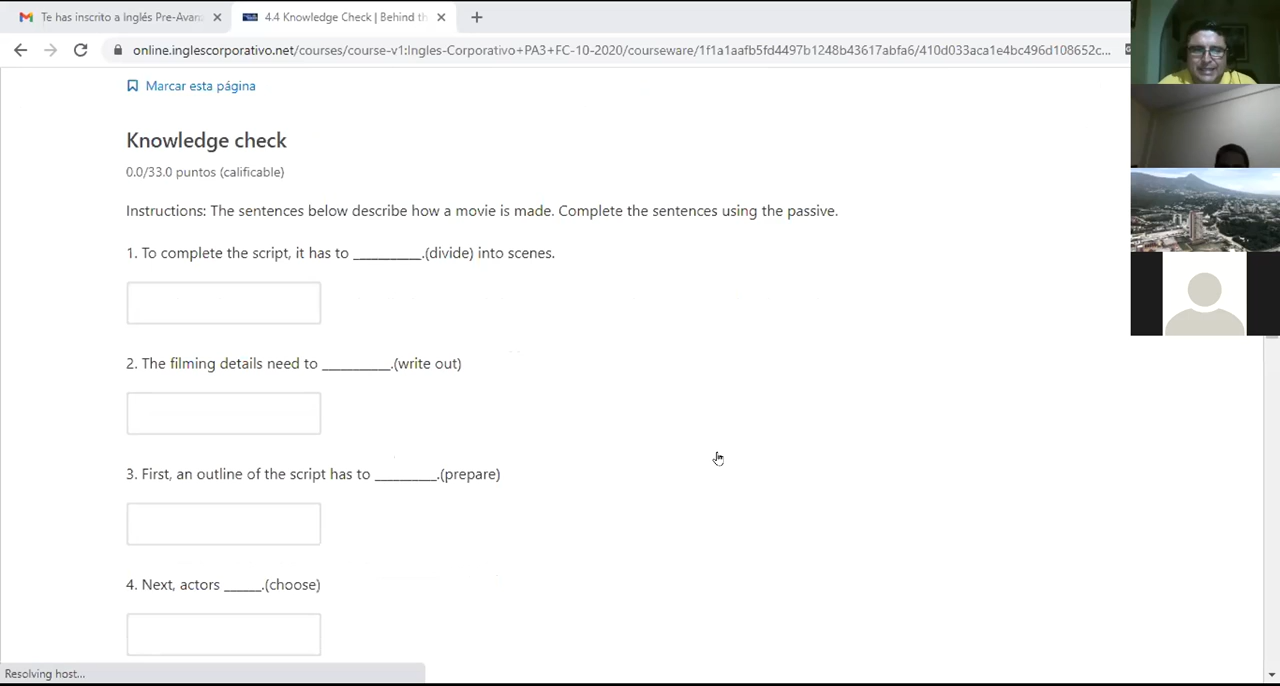 Te has inscrito a Inglés Pre-Avan
4.4 Knowledge Check | Behind th
online.inglescorporativo.net/courses/course-v1:Ingles-Corporativo+PA3+FC-10-2020/courseware/1f1a1aafb5fd4497b1248b43617abfa6/410d033aca1e4bc496d108652c...
Marcar esta página
Knowledge check
0.0/33.0 puntos (calificable)
Instructions: The sentences below describe how a movie is made. Complete the sentences using the passive.
1. To complete the script, it has to __________.(divide) into scenes.
2. The filming details need to __________.(write out)
3. First, an outline of the script has to _________.(prepare)
4. Next, actors ______.(choose)
Resolving host...